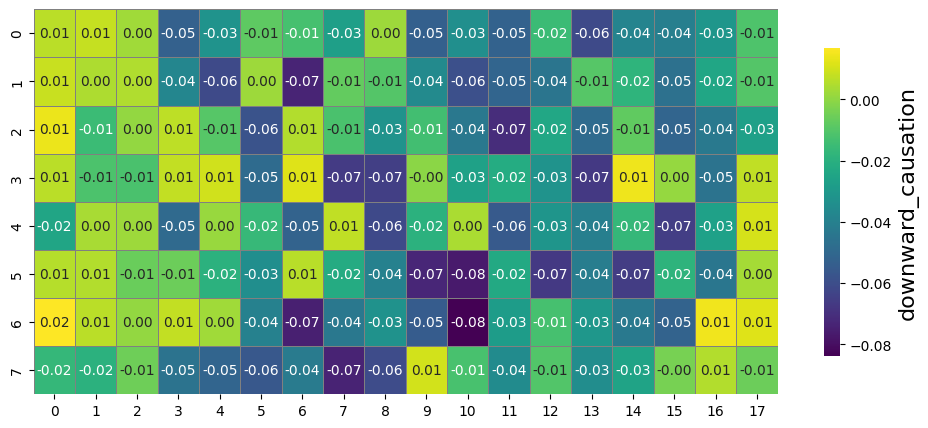 0 0.01 0.01 0.00 -0.05 -0.03 -0.01 -0.01 -0.03 0.00 -0.05 -0.03 -0.05 -0.02 -0.06 -0.04 -0.04 -0.03 -0.01
1 0.01 0.00 0.00 -0.04 -0.06 0.00 -0.07 -0.01 -0.01 -0.04 -0.06 -0.05 -0.04 -0.01 -0.02 -0.05 -0.02 -0.01
2 0.01 -0.01 0.00 0.01 -0.01 -0.06 0.01 -0.01 -0.03 -0.01 -0.04 -0.07 -0.02 -0.05 -0.01 -0.05 -0.04 -0.03
3 0.01 -0.01 -0.01 0.01 0.01 -0.05 0.01 -0.07 -0.07 -0.00 -0.03 -0.02 -0.03 -0.07 0.01 0.00 -0.05 0.01
4 -0.02 0.00 0.00 -0.05 0.00 -0.02 -0.05 0.01 -0.06 -0.02 0.00 -0.06 -0.03 -0.04 -0.02 -0.07 -0.03 0.01
5 0.01 0.01 -0.01 -0.01 -0.02 -0.03 0.01 -0.02 -0.04 -0.07 -0.08 -0.02 -0.07 -0.04 -0.07 -0.02 -0.04 0.00
6 0.02 0.01 0.00 0.01 0.00 -0.04 -0.07 -0.04 -0.03 -0.05 -0.08 -0.03 -0.01 -0.03 -0.04 -0.05 0.01 0.01
7 -0.02 -0.02 -0.01 -0.05 -0.05 -0.06 -0.04 -0.07 -0.06 0.01 -0.01 -0.04 -0.01 -0.03 -0.03 -0.00 0.01 -0.01
0 1 2 3 4 5 6 7 8 9 10 11 12 13 14 15 16 17
0.00
−0.02
−0.04
−0.06
−0.08
downward_causation